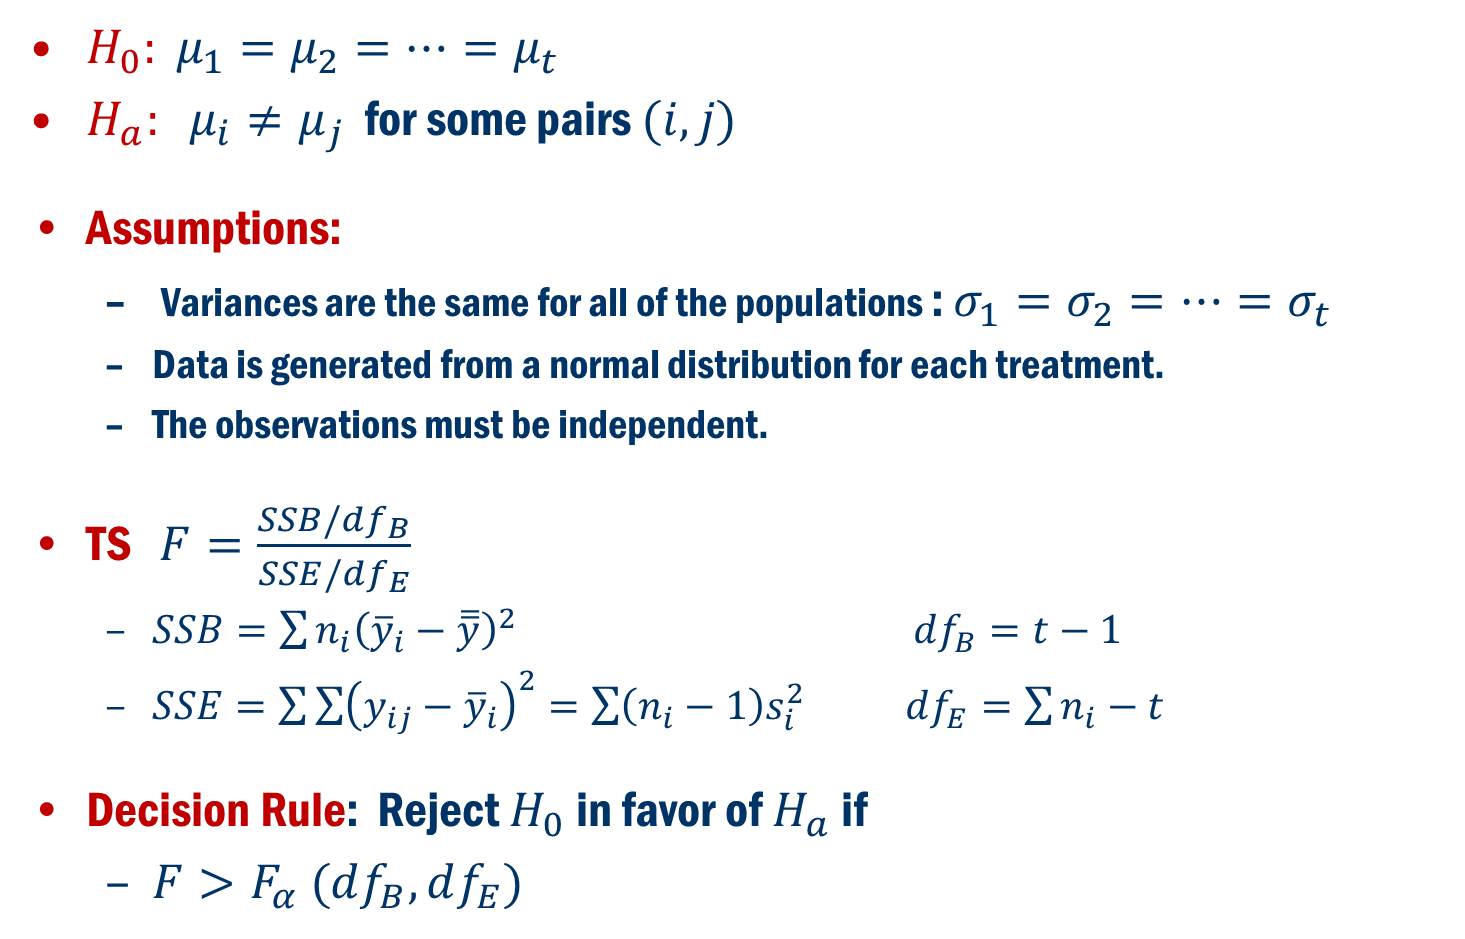 • H₀: μ₁ = μ₂ = ⋯ = μₜ
• Hₐ: μᵢ ≠ μⱼ for some pairs (i, j)
• Assumptions:
– Variances are the same for all of the populations : σ₁ = σ₂ = ⋯ = σₜ
– Data is generated from a normal distribution for each treatment.
– The observations must be independent.
• TS F = (SSB/df_B)/(SSE/df_E)
– SSB = ∑ nᵢ(ȳᵢ − y̿)² df_B = t − 1
– SSE = ∑ ∑(yᵢⱼ − ȳᵢ)² = ∑(nᵢ − 1)sᵢ² df_E = ∑ nᵢ − t
• Decision Rule: Reject H₀ in favor of Hₐ if
– F > F_α (df_B, df_E)